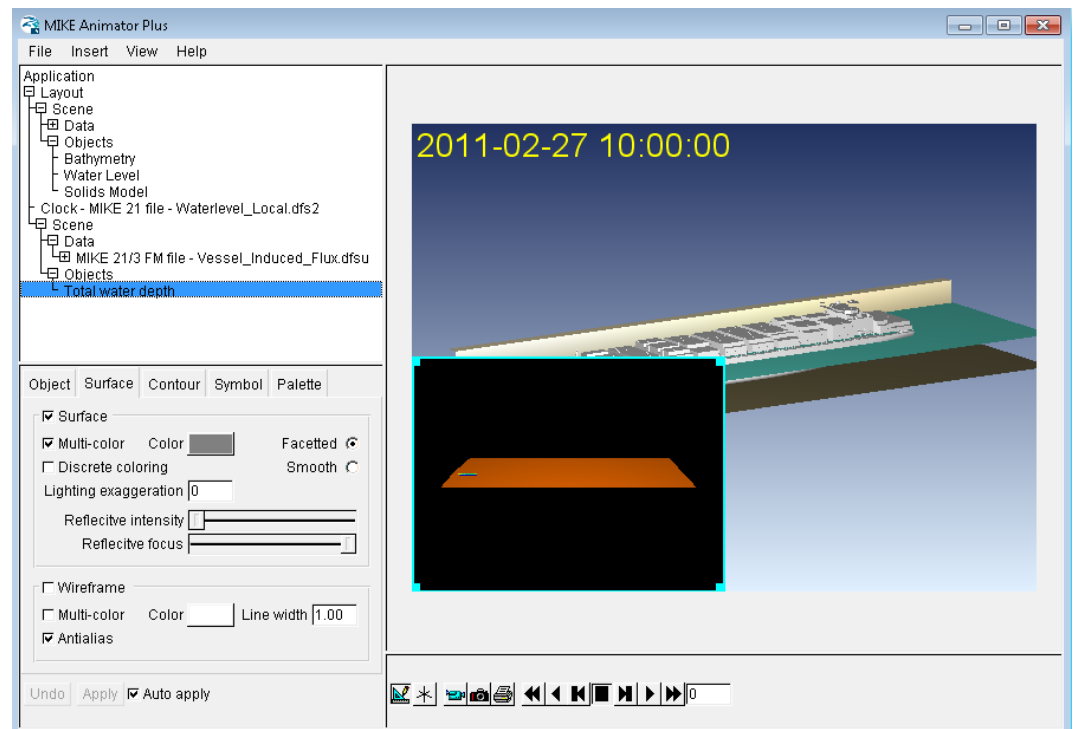 MIKE Animator Plus
File Insert View Help
Application
Layout
Scene
Data
Objects
Bathymetry
Water Level
Solids Model
Clock - MIKE 21 file - Waterlevel_Local.dfs2
Scene
Data
MIKE 21/3 FM file - Vessel_Induced_Flux.dfsu
Objects
Total water depth
2011-02-27 10:00:00
Object Surface Contour Symbol Palette
Surface
Multi-color Color Facetted
Discrete coloring Smooth
Lighting exaggeration 0
Reflecitve intensity
Reflecitve focus
Wireframe
Multi-color Color Line width 1.00
Antialias
Undo Apply Auto apply
0